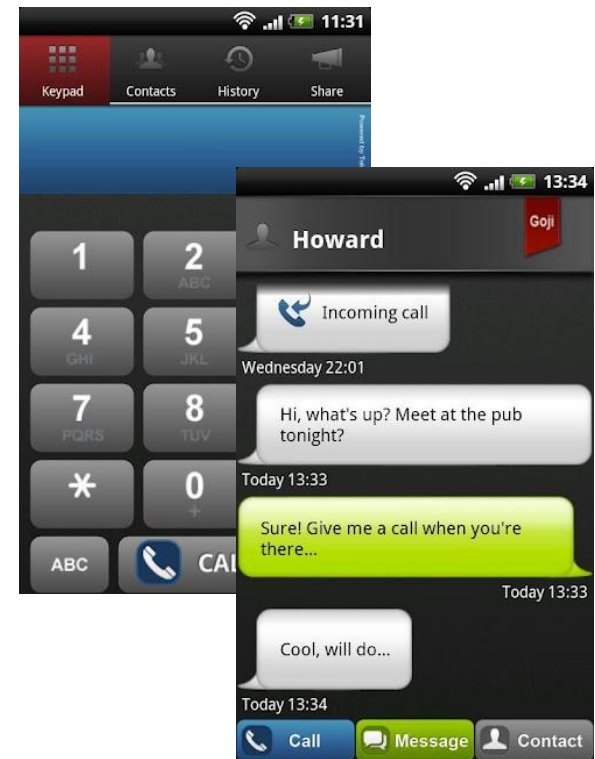 11:31
Keypad Contacts History Share
Powered by
1 2
ABC
4 5
GHI JKL
7 8
PQRS TUV
* 0
+
ABC
13:34
Howard
Goji
Incoming call
Wednesday 22:01
Hi, what's up? Meet at the pub
tonight?
Today 13:33
Sure! Give me a call when you're
there...
Today 13:33
Cool, will do...
Today 13:34
Call Message Contact